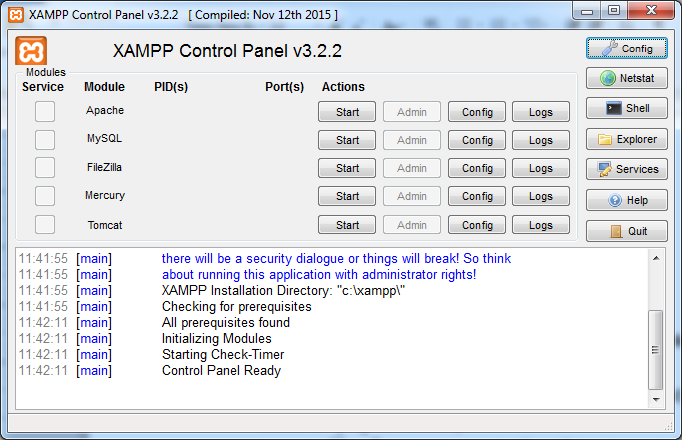 XAMPP Control Panel v3.2.2 [ Compiled: Nov 12th 2015 ]
XAMPP Control Panel v3.2.2
Config
Modules
Service Module PID(s) Port(s) Actions
Netstat
Apache Start Admin Config Logs
Shell
MySQL Start Admin Config Logs
Explorer
FileZilla Start Admin Config Logs
Services
Mercury Start Admin Config Logs
Help
Tomcat Start Admin Config Logs
Quit
11:41:55 [main] there will be a security dialogue or things will break! So think
11:41:55 [main] about running this application with administrator rights!
11:41:55 [main] XAMPP Installation Directory: "c:\xampp\"
11:41:55 [main] Checking for prerequisites
11:42:11 [main] All prerequisites found
11:42:11 [main] Initializing Modules
11:42:11 [main] Starting Check-Timer
11:42:11 [main] Control Panel Ready